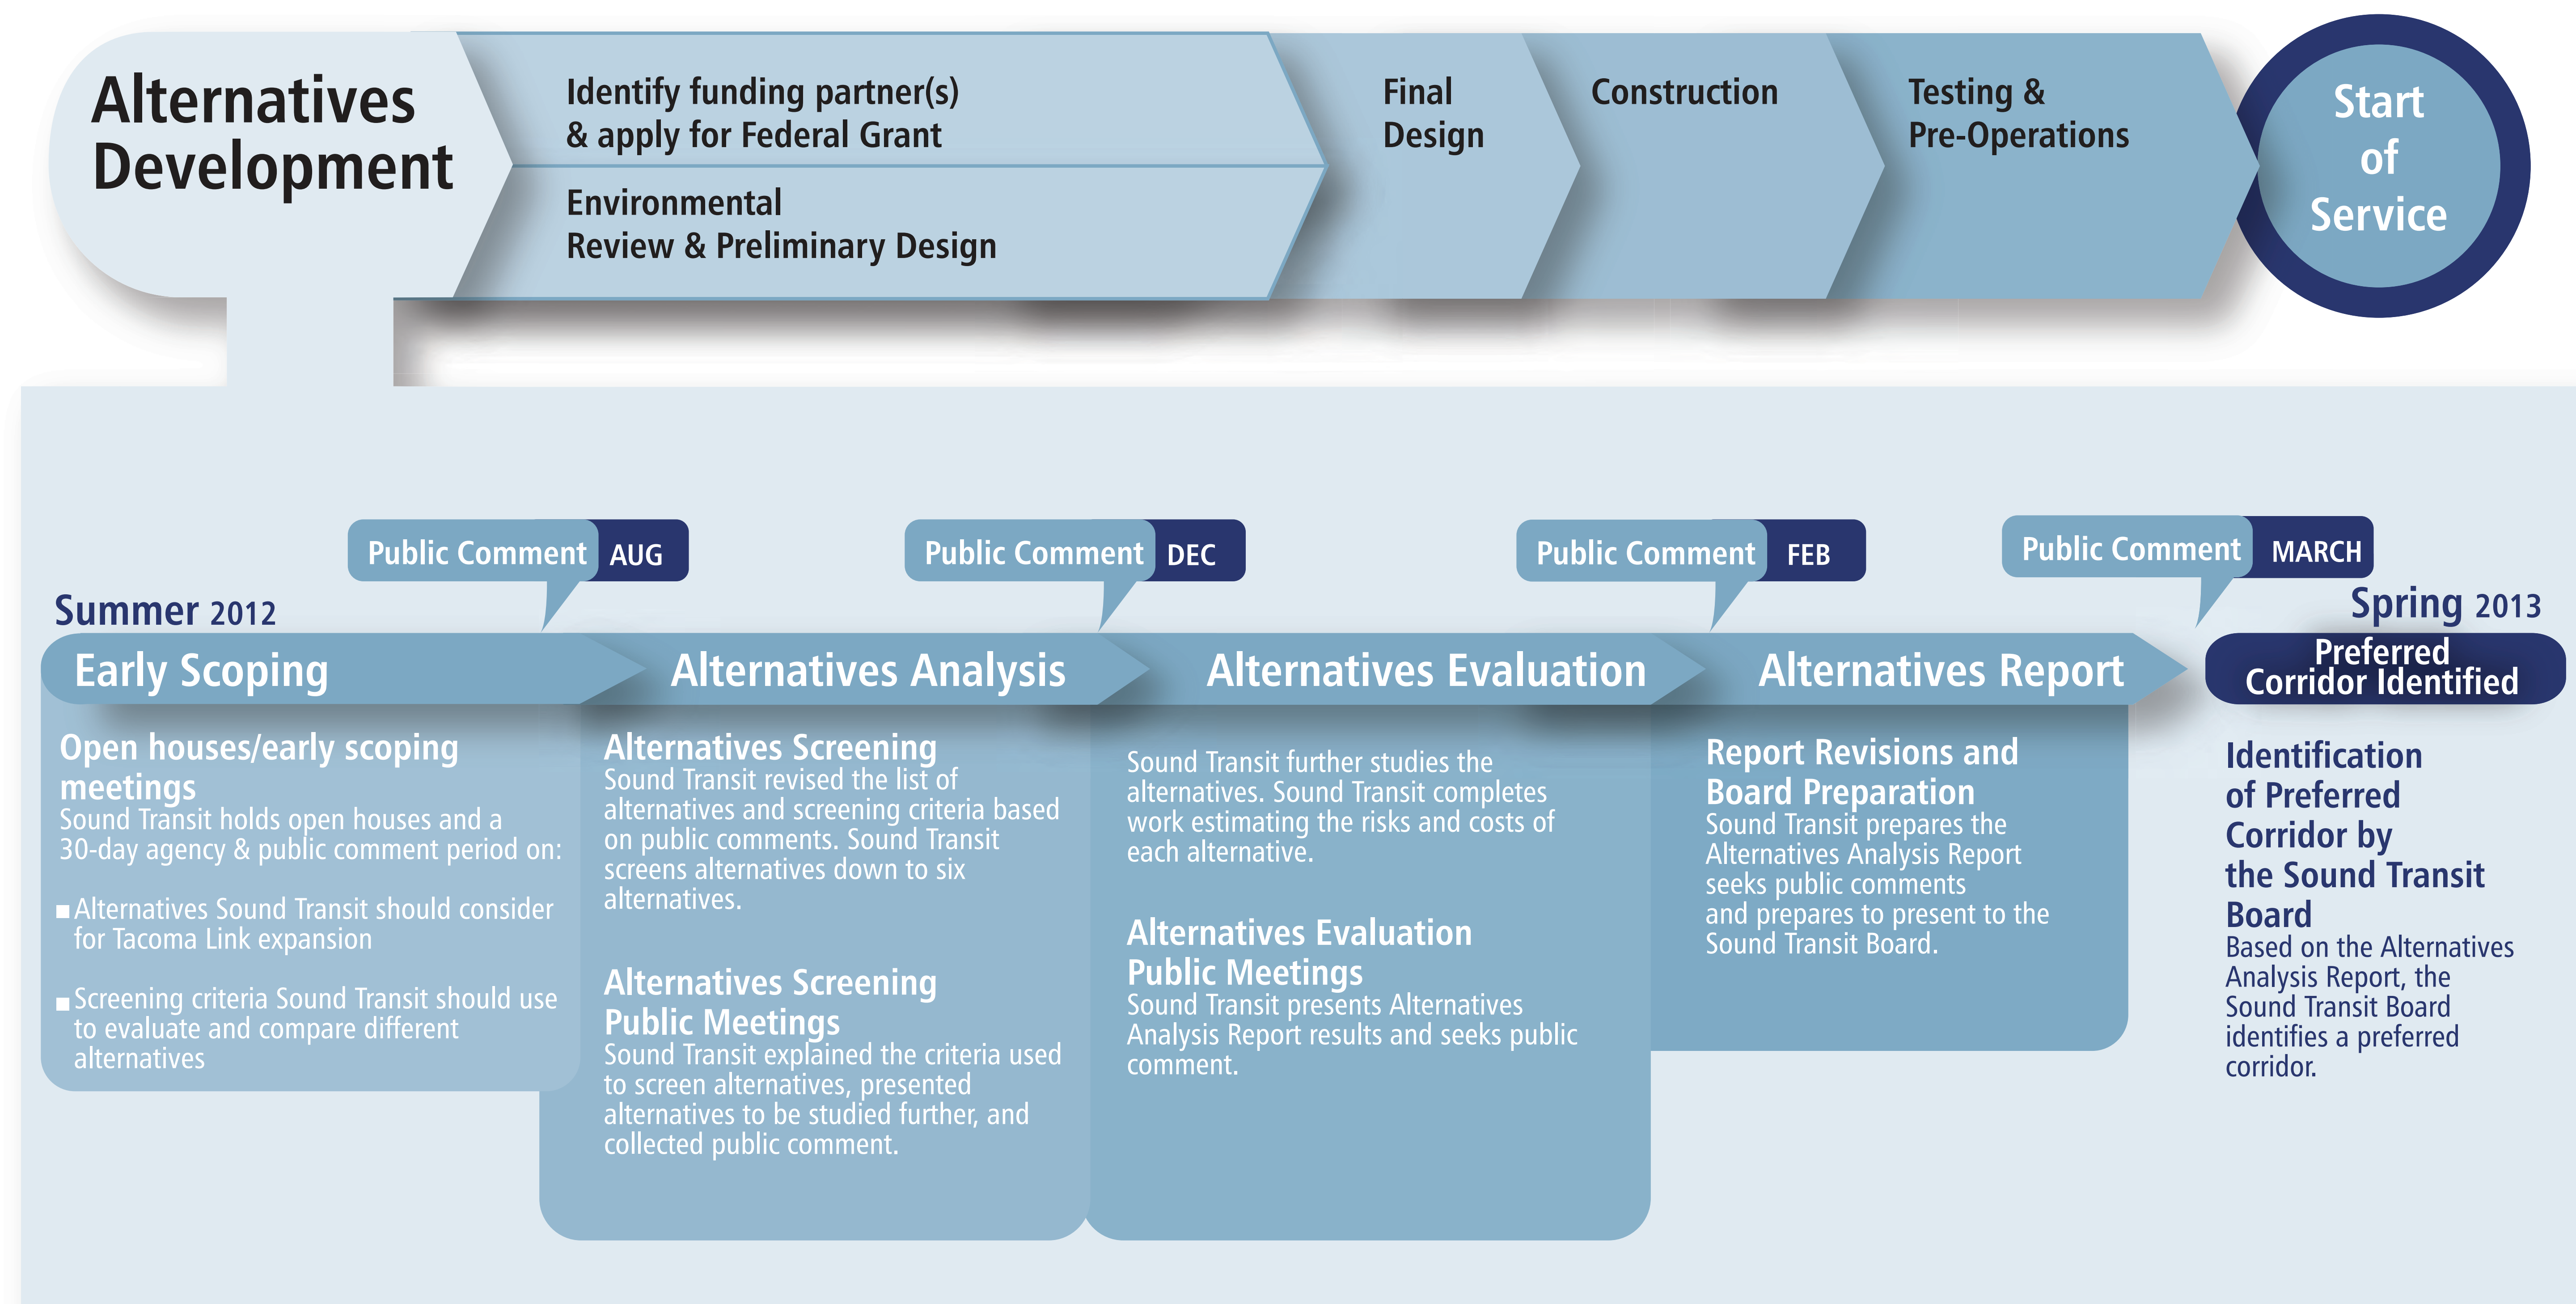 Alternatives
Development
Identify funding partner(s)
& apply for Federal Grant
Environmental
Review & Preliminary Design
Final
Design
Construction
Testing &
Pre-Operations
Start
of
Service
Public Comment AUG
Public Comment DEC
Public Comment FEB
Public Comment MARCH
Summer 2012
Spring 2013
Early Scoping
Alternatives Analysis
Alternatives Evaluation
Alternatives Report
Preferred
Corridor Identified
Open houses/early scoping
meetings
Sound Transit holds open houses and a
30-day agency & public comment period on:
Alternatives Sound Transit should consider
for Tacoma Link expansion
Screening criteria Sound Transit should use
to evaluate and compare different
alternatives
Alternatives Screening
Sound Transit revised the list of
alternatives and screening criteria based
on public comments. Sound Transit
screens alternatives down to six
alternatives.
Alternatives Screening
Public Meetings
Sound Transit explained the criteria used
to screen alternatives, presented
alternatives to be studied further, and
collected public comment.
Sound Transit further studies the
alternatives. Sound Transit completes
work estimating the risks and costs of
each alternative.
Alternatives Evaluation
Public Meetings
Sound Transit presents Alternatives
Analysis Report results and seeks public
comment.
Report Revisions and
Board Preparation
Sound Transit prepares the
Alternatives Analysis Report
seeks public comments
and prepares to present to the
Sound Transit Board.
Identification
of Preferred
Corridor by
the Sound Transit
Board
Based on the Alternatives
Analysis Report, the
Sound Transit Board
identifies a preferred
corridor.